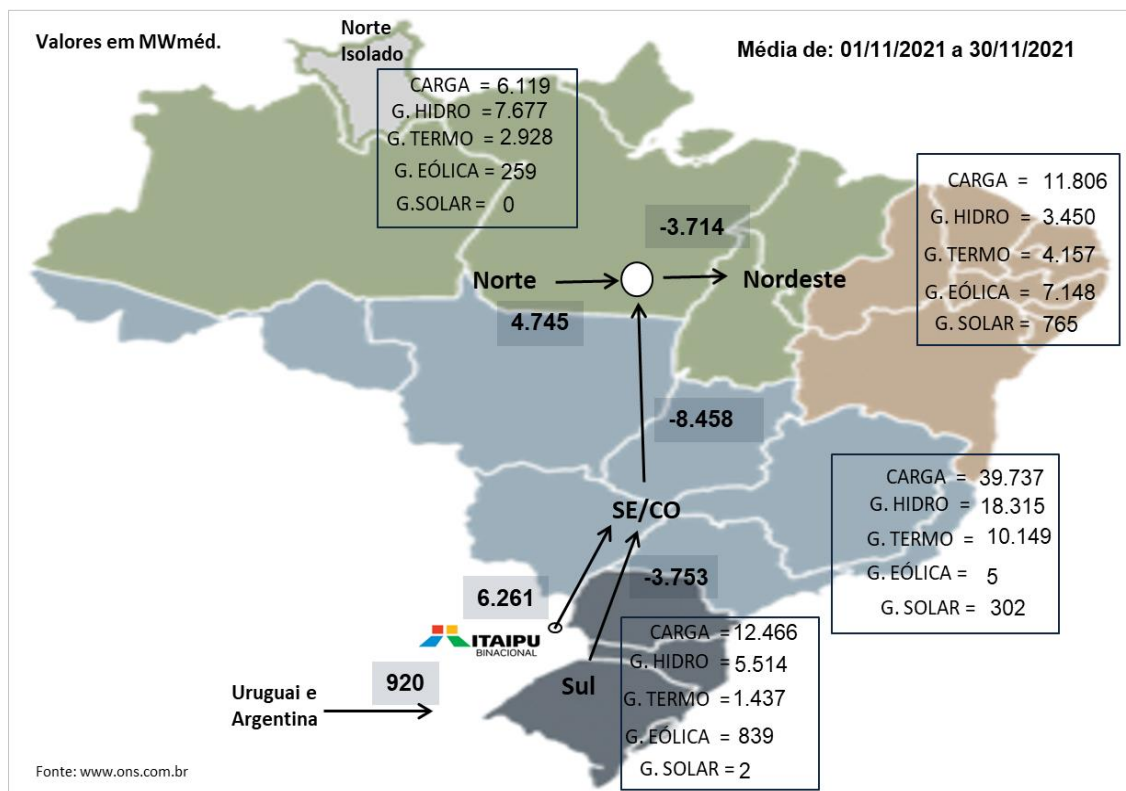 Valores em MWméd.
Norte
Isolado
Média de: 01/11/2021 a 30/11/2021
CARGA = 6.119
G. HIDRO = 7.677
G. TERMO = 2.928
G. EÓLICA = 259
G.SOLAR = 0
CARGA = 11.806
G. HIDRO = 3.450
G. TERMO = 4.157
G. EÓLICA = 7.148
G. SOLAR = 765
-3.714
Norte
Nordeste
4.745
-8.458
CARGA = 39.737
G. HIDRO = 18.315
G. TERMO = 10.149
G. EÓLICA = 5
G. SOLAR = 302
SE/CO
-3.753
6.261
ITAIPU
BINACIONAL
CARGA = 12.466
G. HIDRO = 5.514
G. TERMO = 1.437
G. EÓLICA = 839
G. SOLAR = 2
920
Sul
Uruguai e
Argentina
Fonte: www.ons.com.br